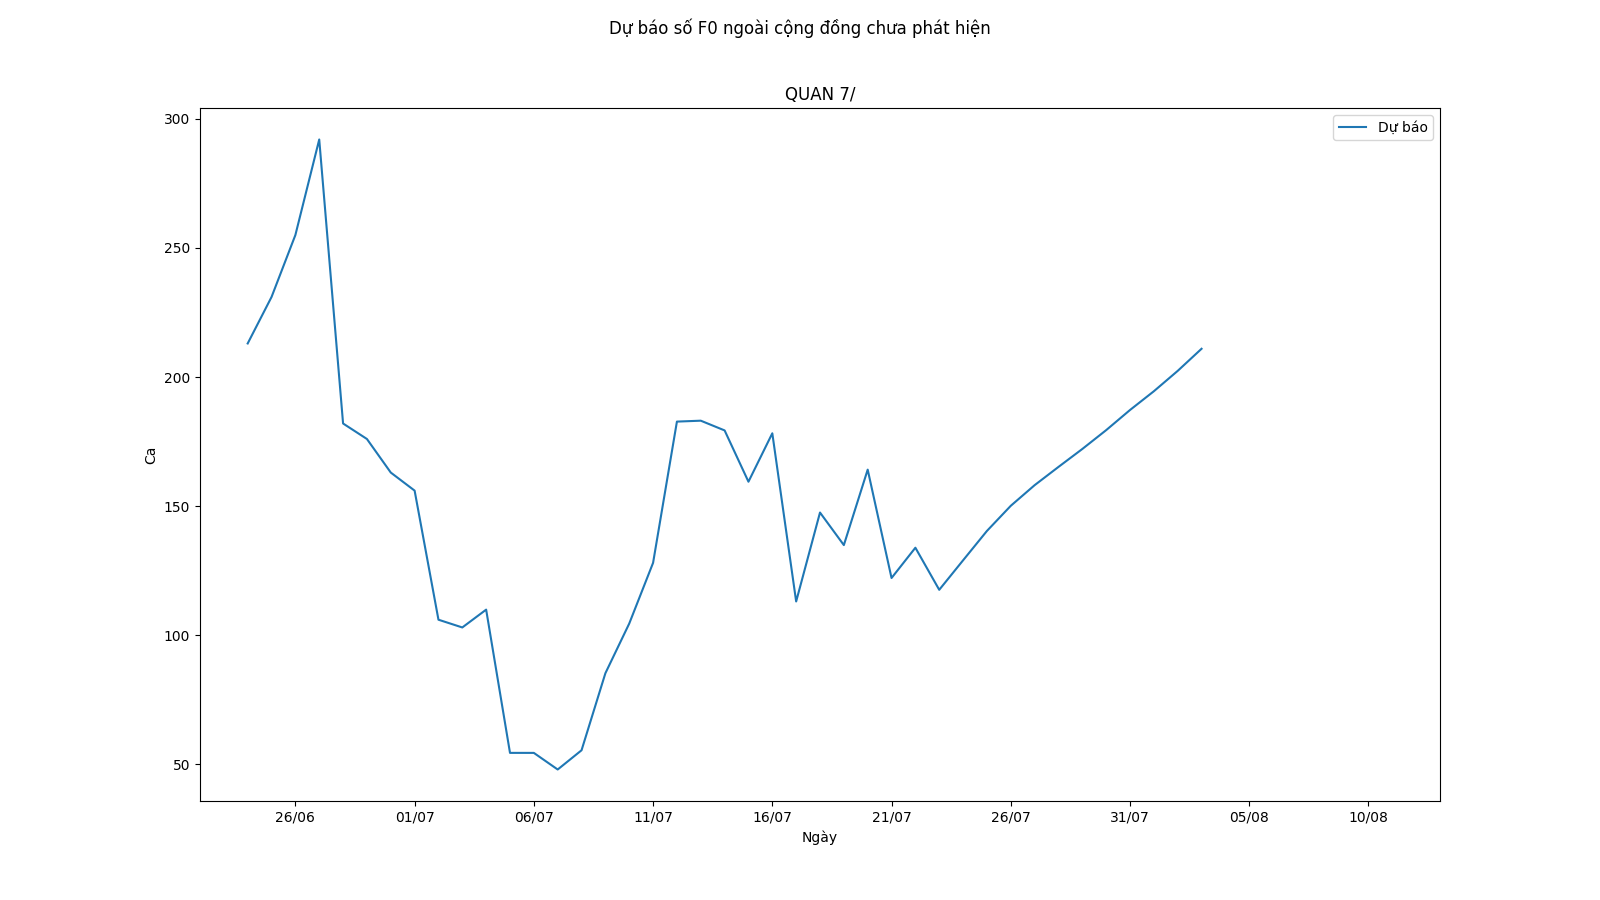 Dự báo số F0 ngoài cộng đồng chưa phát hiện
QUAN 7/
Dự báo
300
250
200
150
100
50
Ca
26/06 01/07 06/07 11/07 16/07 21/07 26/07 31/07 05/08 10/08
Ngày